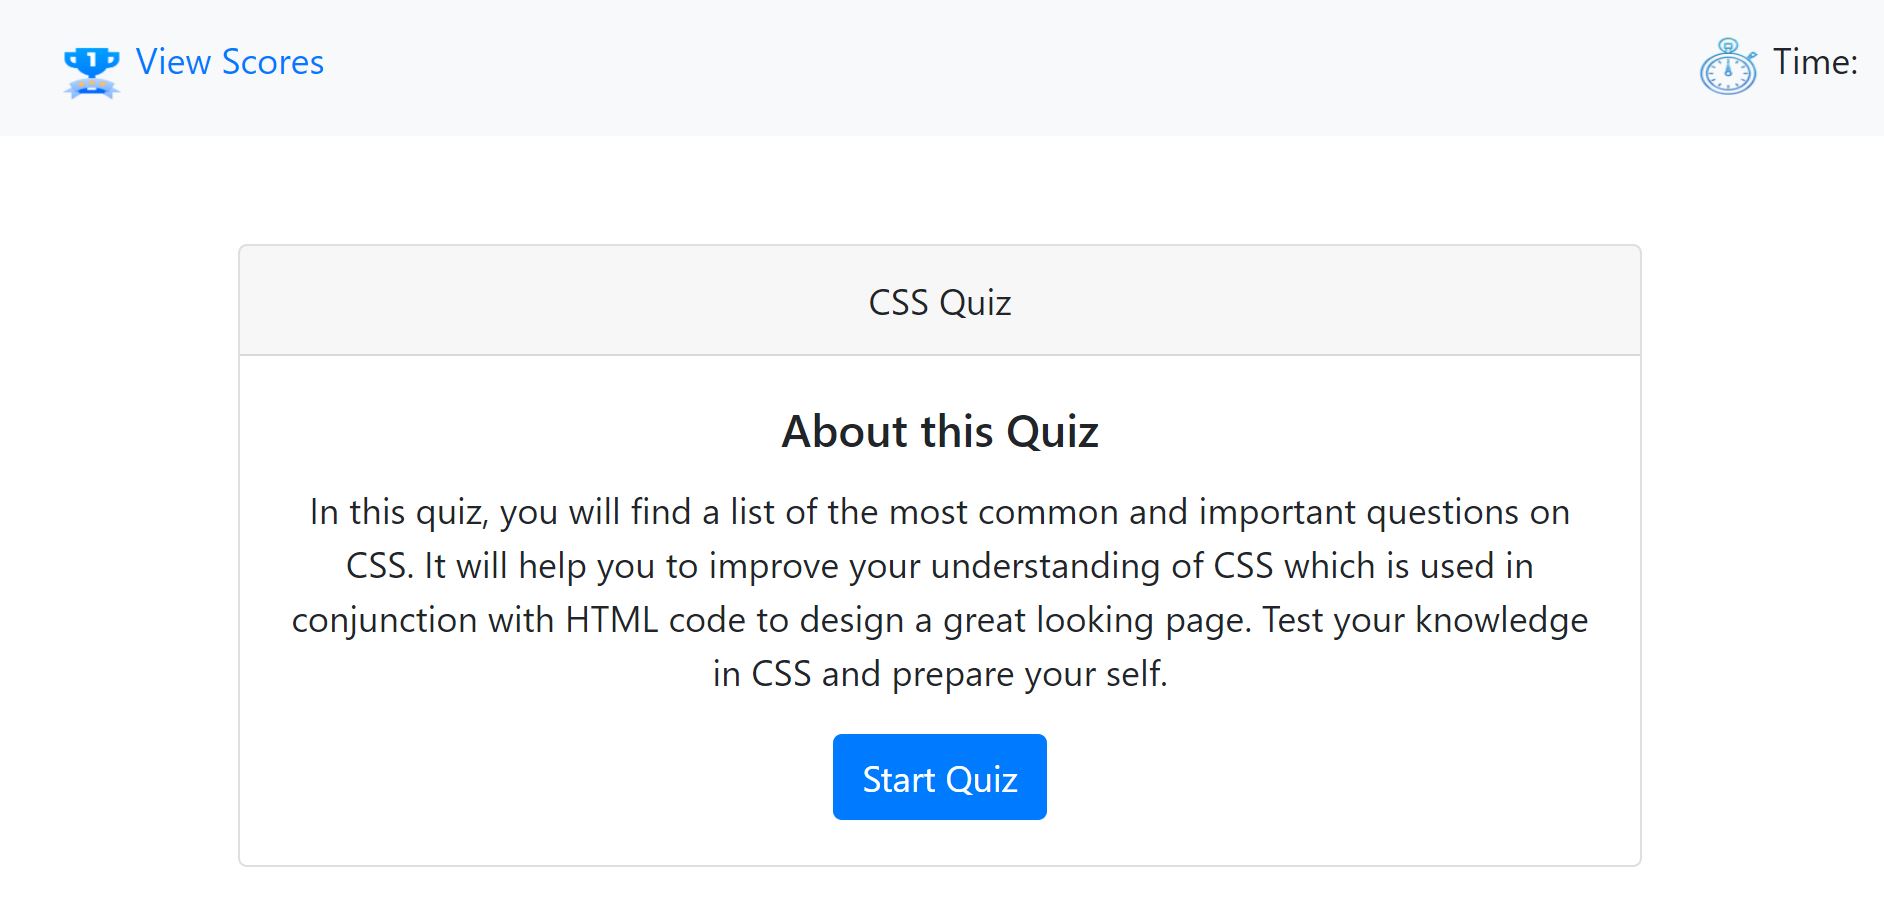 View Scores
Time:
CSS Quiz
About this Quiz
In this quiz, you will find a list of the most common and important questions on
CSS. It will help you to improve your understanding of CSS which is used in
conjunction with HTML code to design a great looking page. Test your knowledge
in CSS and prepare your self.
Start Quiz